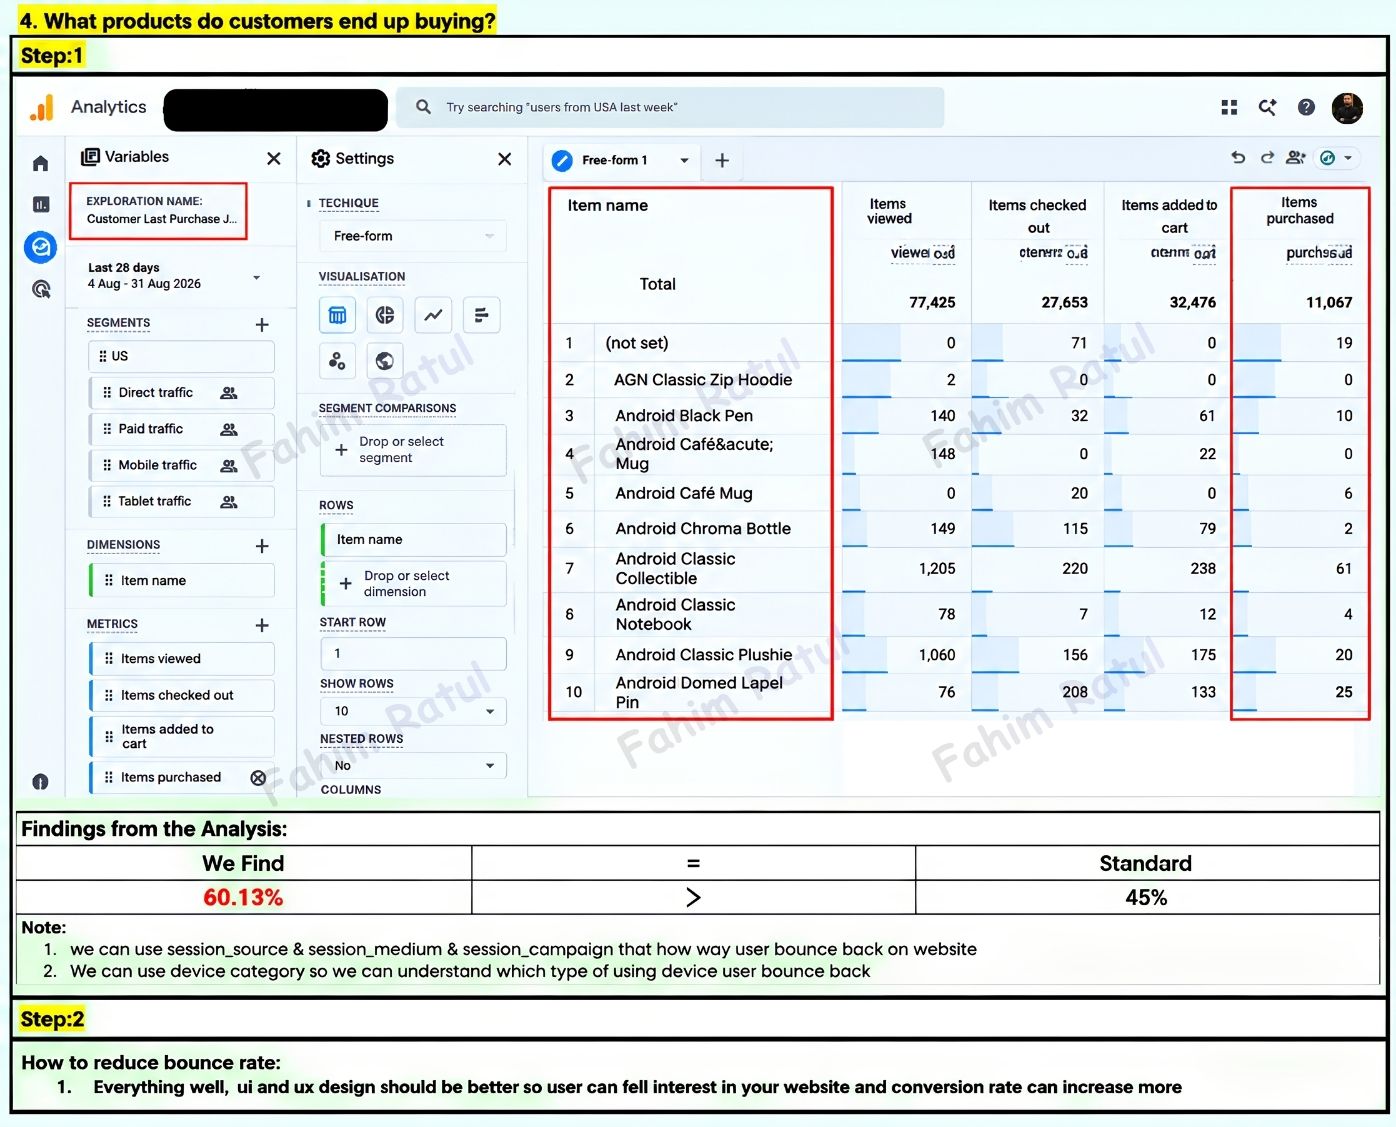 4. What products do customers end up buying?
Step:1
Analytics
Try searching "users from USA last week"
Variables
EXPLORATION NAME:
Customer Last Purchase J...
Last 28 days
4 Aug - 31 Aug 2026
SEGMENTS
US
Direct traffic
Paid traffic
Mobile traffic
Tablet traffic
DIMENSIONS
Item name
METRICS
Items viewed
Items checked out
Items added to
cart
Items purchased
Settings
TECHIQUE
Free-form
VISUALISATION
SEGMENT COMPARISONS
Drop or select
segment
ROWS
Item name
Drop or select
dimension
START ROW
1
SHOW ROWS
10
NESTED ROWS
No
COLUMNS
Free-form 1
Item name Items viewed Items checked out Items added to cart Items purchased
Total 77,425 27,653 32,476 11,067
1 (not set) 0 71 0 19
2 AGN Classic Zip Hoodie 2 0 0 0
3 Android Black Pen 140 32 61 10
4 Android Café&acute; Mug 148 0 22 0
5 Android Café Mug 0 20 0 6
6 Android Chroma Bottle 149 115 79 2
7 Android Classic Collectible 1,205 220 238 61
6 Android Classic Notebook 78 7 12 4
9 Android Classic Plushie 1,060 156 175 20
10 Android Domed Lapel Pin 76 208 133 25
Fahim Ratul
Fahim Ratul
Fahim Ratul
Fahim Ratul
Fahim Ratul
Fahim Ratul
Findings from the Analysis:
We Find = Standard
60.13% > 45%
Note:
1. we can use session_source & session_medium & session_campaign that how way user bounce back on website
2. We can use device category so we can understand which type of using device user bounce back
Step:2
How to reduce bounce rate:
1. Everything well, ui and ux design should be better so user can fell interest in your website and conversion rate can increase more